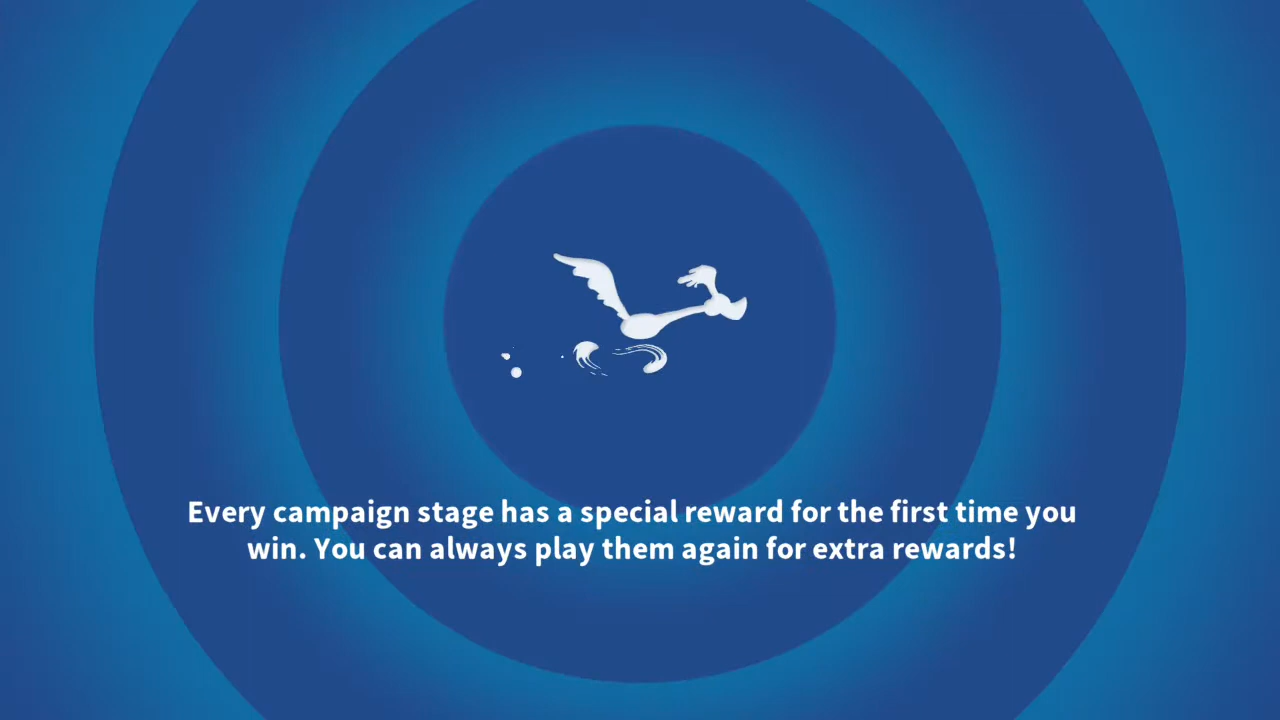 Every campaign stage has a special reward for the first time you
win. You can always play them again for extra rewards!